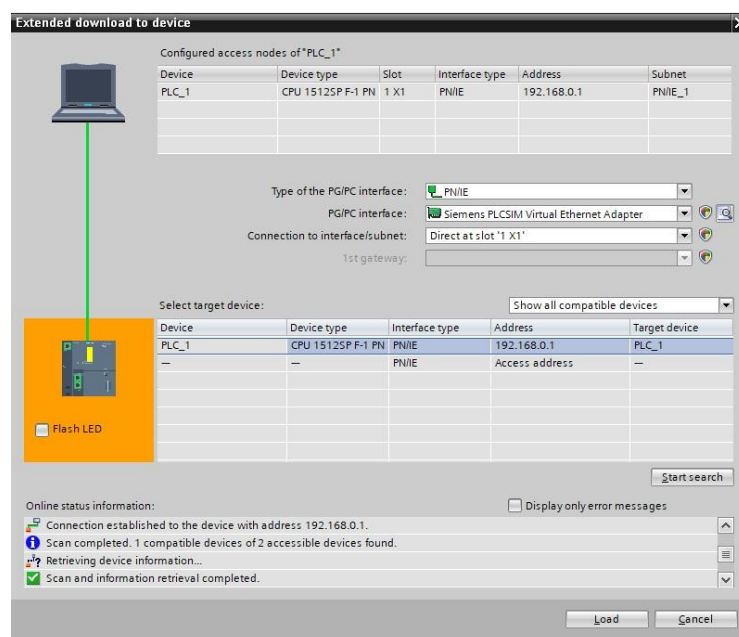 Extended download to device
Configured access nodes of "PLC_1"
Device Device type Slot Interface type Address Subnet
PLC_1 CPU 1512SP F-1 PN 1 X1 PN/IE 192.168.0.1 PN/IE_1
Type of the PG/PC interface: PN/IE
PG/PC interface: Siemens PLCSIM Virtual Ethernet Adapter
Connection to interface/subnet: Direct at slot '1 X1'
1st gateway:
Select target device: Show all compatible devices
Device Device type Interface type Address Target device
PLC_1 CPU 1512SP F-1 PN PN/IE 192.168.0.1 PLC_1
— — PN/IE Access address —
Flash LED
Start search
Online status information: Display only error messages
Connection established to the device with address 192.168.0.1.
Scan completed. 1 compatible devices of 2 accessible devices found.
Retrieving device information...
Scan and information retrieval completed.
Load Cancel